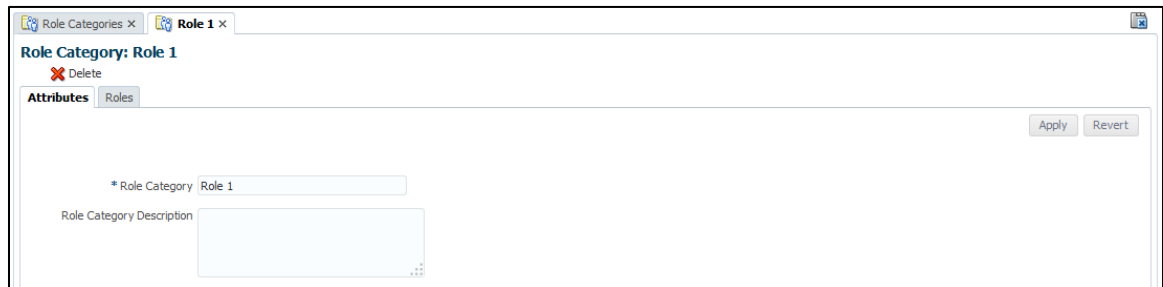 Role Categories × Role 1 ×
Role Category: Role 1
Delete
Attributes Roles
Apply Revert
* Role Category Role 1
Role Category Description